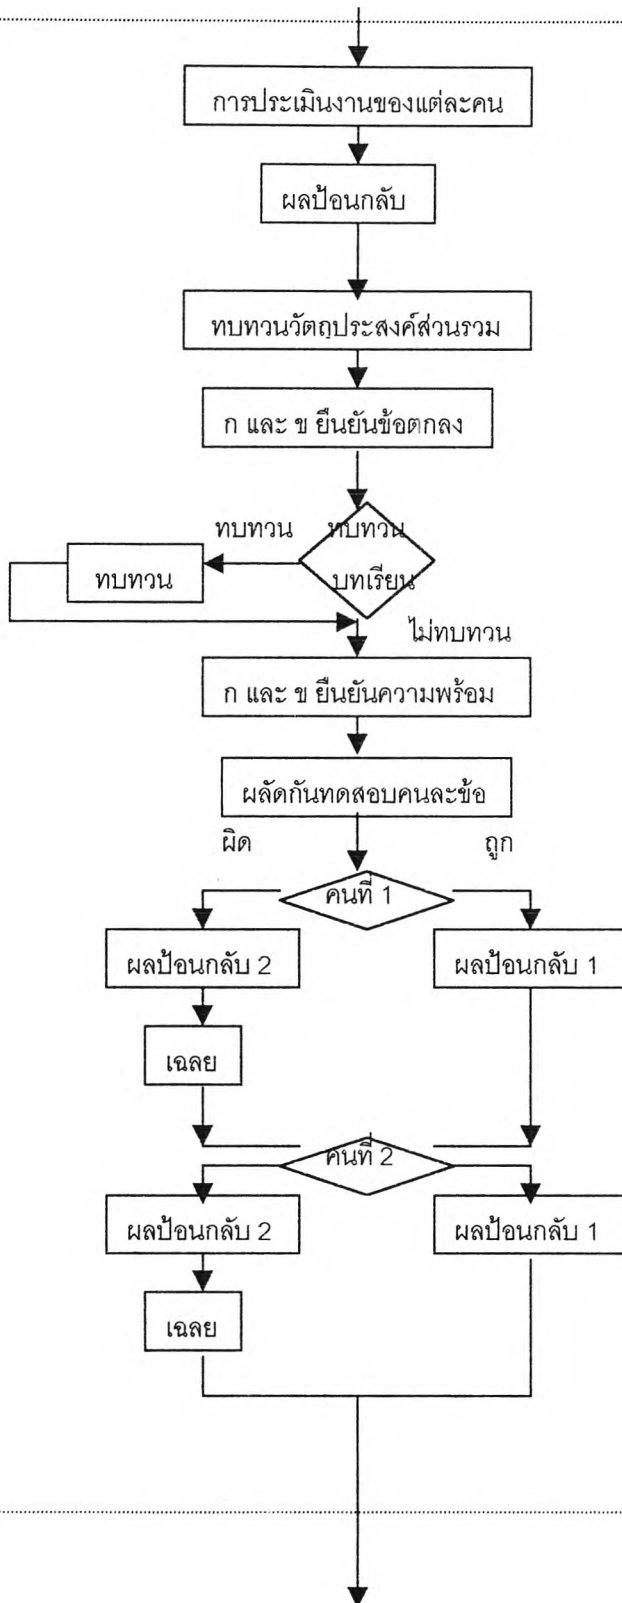 การประเมินงานของแต่ละคน
ผลป้อนกลับ
ทบทวนวัตถุประสงค์ส่วนรวม
ก และ ข ยืนยันข้อตกลง
ทบทวน
ทบทวน
บทเรียน
ทบทวน
ไม่ทบทวน
ก และ ข ยืนยันความพร้อม
ผลัดกันทดสอบคนละข้อ
ผิด
ถูก
คนที่ 1
ผลป้อนกลับ 2
ผลป้อนกลับ 1
เฉลย
คนที่ 2
ผลป้อนกลับ 2
ผลป้อนกลับ 1
เฉลย